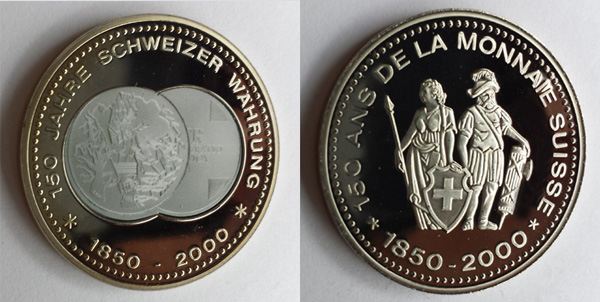 150 JAHRE SCHWEIZER WÄHRUNG
* 1850 - 2000 *
150 ANS DE LA MONNAIE SUISSE
* 1850-2000 *